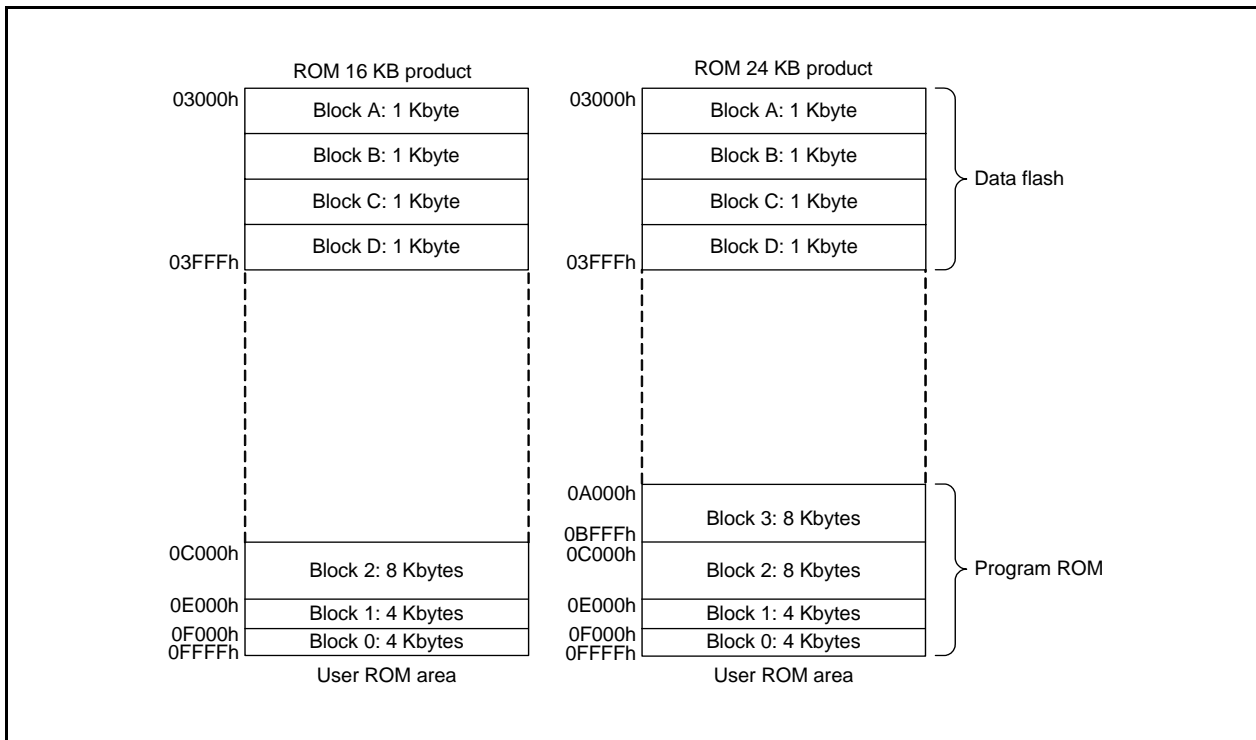 ROM 16 KB product
03000h
Block A: 1 Kbyte
Block B: 1 Kbyte
Block C: 1 Kbyte
Block D: 1 Kbyte
03FFFh
0C000h
Block 2: 8 Kbytes
0E000h
Block 1: 4 Kbytes
0F000h
Block 0: 4 Kbytes
0FFFFh
User ROM area
ROM 24 KB product
03000h
Block A: 1 Kbyte
Block B: 1 Kbyte
Block C: 1 Kbyte
Block D: 1 Kbyte
03FFFh
Data flash
0A000h
Block 3: 8 Kbytes
0BFFFh
0C000h
Block 2: 8 Kbytes
0E000h
Block 1: 4 Kbytes
0F000h
Block 0: 4 Kbytes
0FFFFh
Program ROM
User ROM area